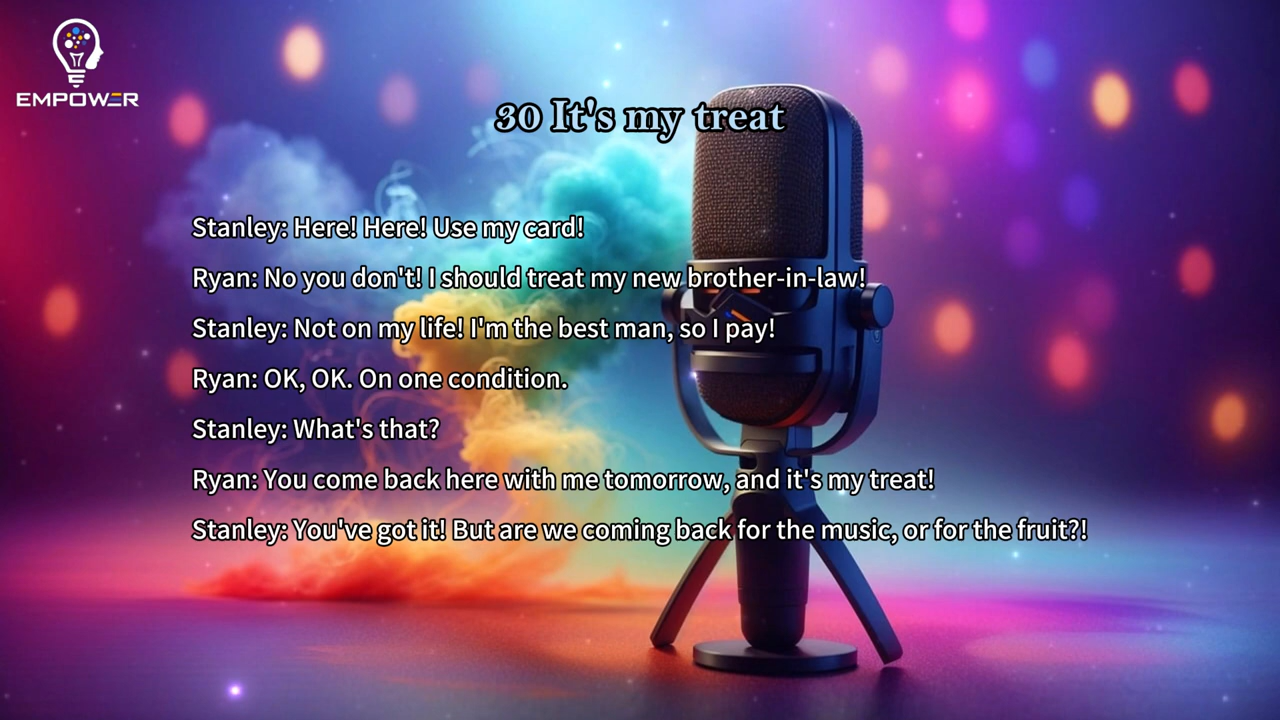 EMPOWER
30 It's my treat
Stanley: Here! Here! Use my card!
Ryan: No you don't! I should treat my new brother-in-law!
Stanley: Not on my life! I'm the best man, so I pay!
Ryan: OK, OK. On one condition.
Stanley: What's that?
Ryan: You come back here with me tomorrow, and it's my treat!
Stanley: You've got it! But are we coming back for the music, or for the fruit?!